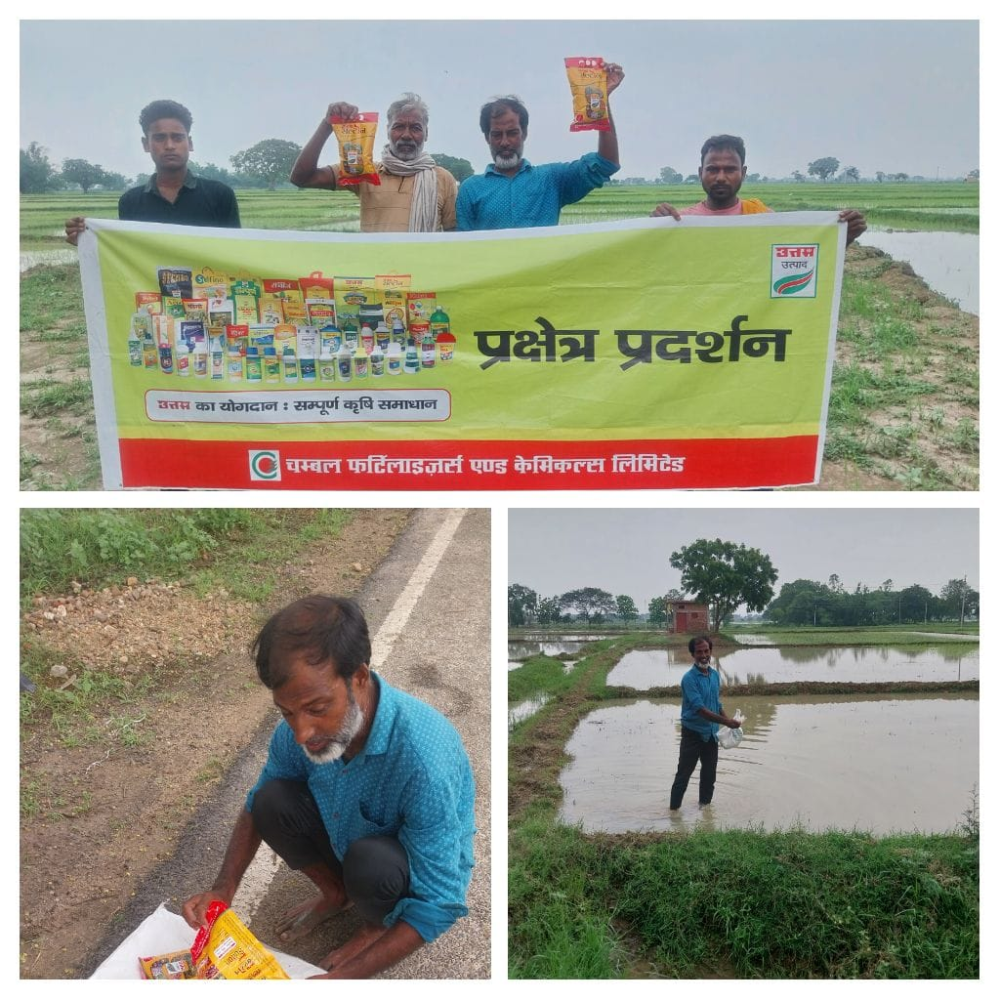 उत्तम
उत्पाद
प्रक्षेत्र प्रदर्शन
उत्तम का योगदान : सम्पूर्ण कृषि समाधान
चम्बल फर्टिलाइज़र्स एण्ड केमिकल्स लिमिटेड